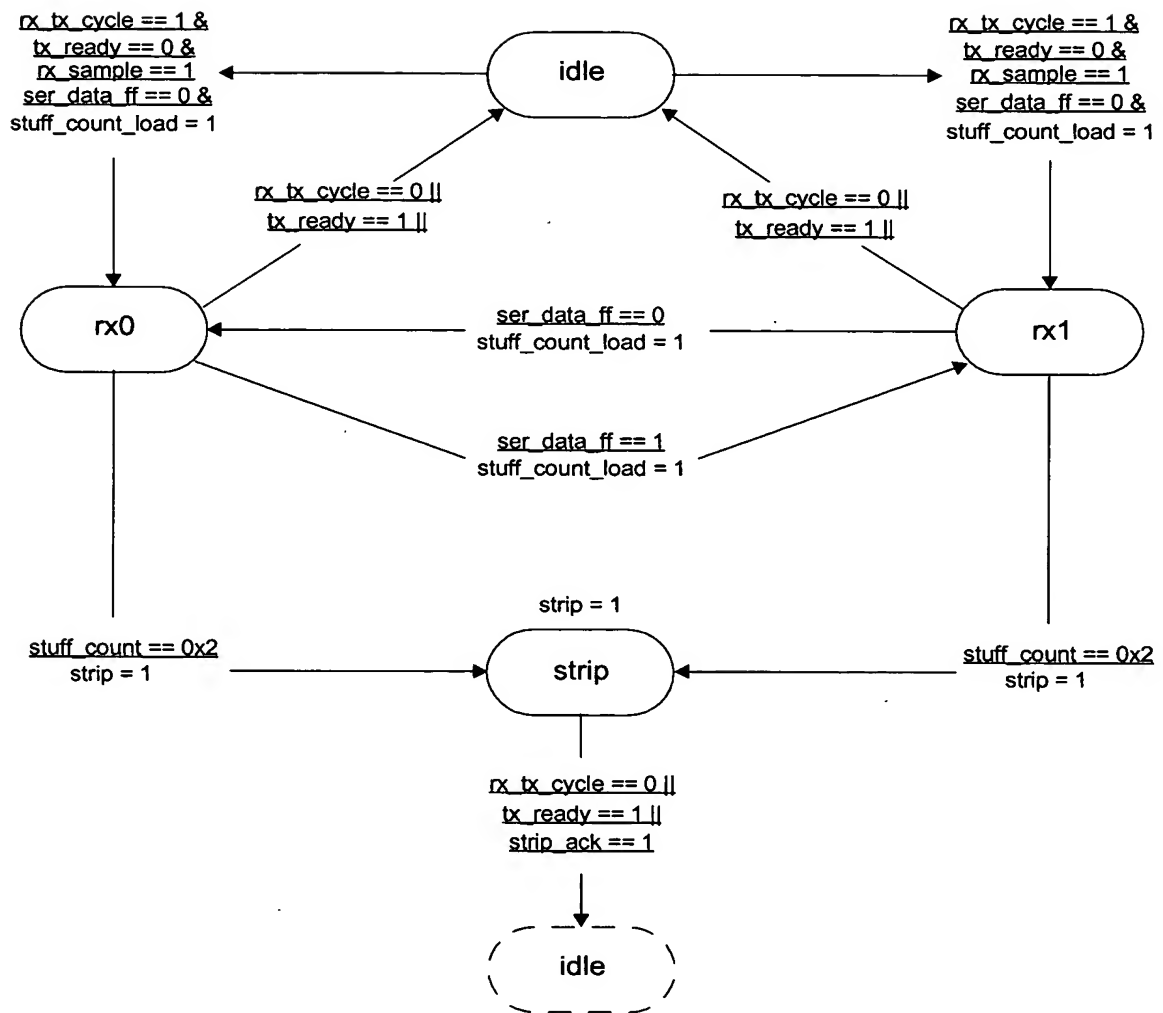 rx_tx_cycle == 1 &
tx_ready == 0 &
rx_sample == 1
ser_data_ff == 0 &
stuff_count_load = 1
idle
rx_tx_cycle == 1 &
tx_ready == 0 &
rx_sample == 1
ser_data_ff == 0 &
stuff_count_load = 1
rx_tx_cycle == 0 ||
tx_ready == 1 ||
rx_tx_cycle == 0 ||
tx_ready == 1 ||
rx0
ser_data_ff == 0
stuff_count_load = 1
rx1
ser_data_ff == 1
stuff_count_load = 1
strip = 1
stuff_count == 0x2
strip = 1
strip
stuff_count == 0x2
strip = 1
rx_tx_cycle == 0 ||
tx_ready == 1 ||
strip_ack == 1
idle